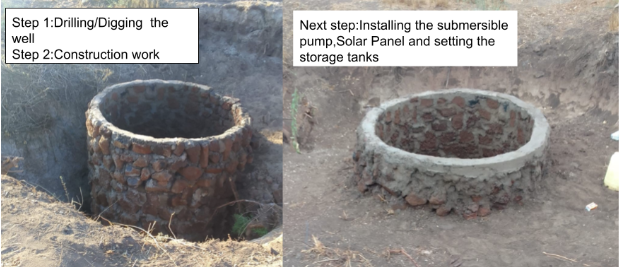 Step 1:Drilling/Digging the
well
Step 2:Construction work
Next step:Installing the submersible
pump,Solar Panel and setting the
storage tanks